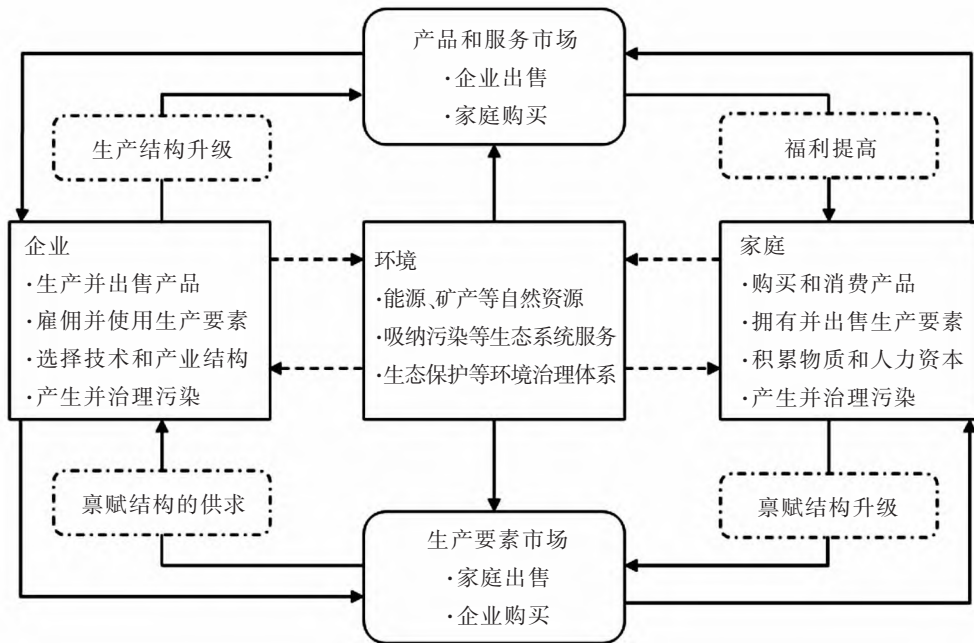 产品和服务市场
·企业出售
·家庭购买
生产结构升级
福利提高
企业
·生产并出售产品
·雇佣并使用生产要素
·选择技术和产业结构
·产生并治理污染
环境
·能源、矿产等自然资源
·吸纳污染等生态系统服务
·生态保护等环境治理体系
家庭
·购买和消费产品
·拥有并出售生产要素
·积累物质和人力资本
·产生并治理污染
禀赋结构的供求
禀赋结构升级
生产要素市场
·家庭出售
·企业购买